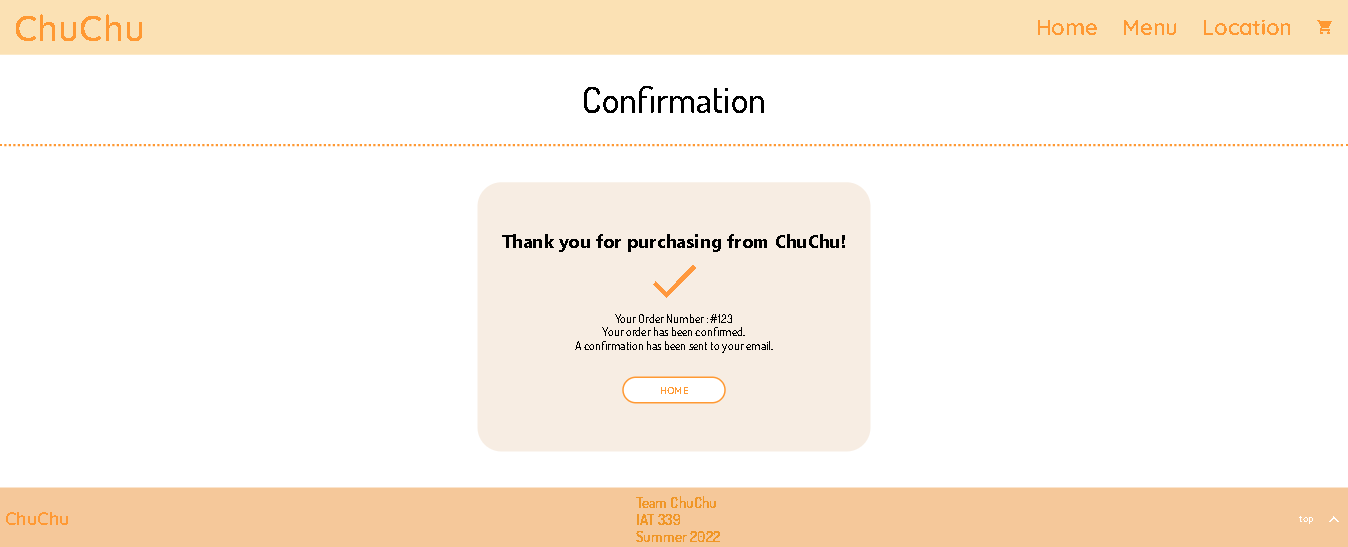 ChuChu
Home Menu Location
Confirmation
Thank you for purchasing from ChuChu!
Your Order Number : #123
Your order has been confirmed.
A confirmation has been sent to your email.
HOME
ChuChu
Team ChuChu
IAT 339
Summer 2022
top